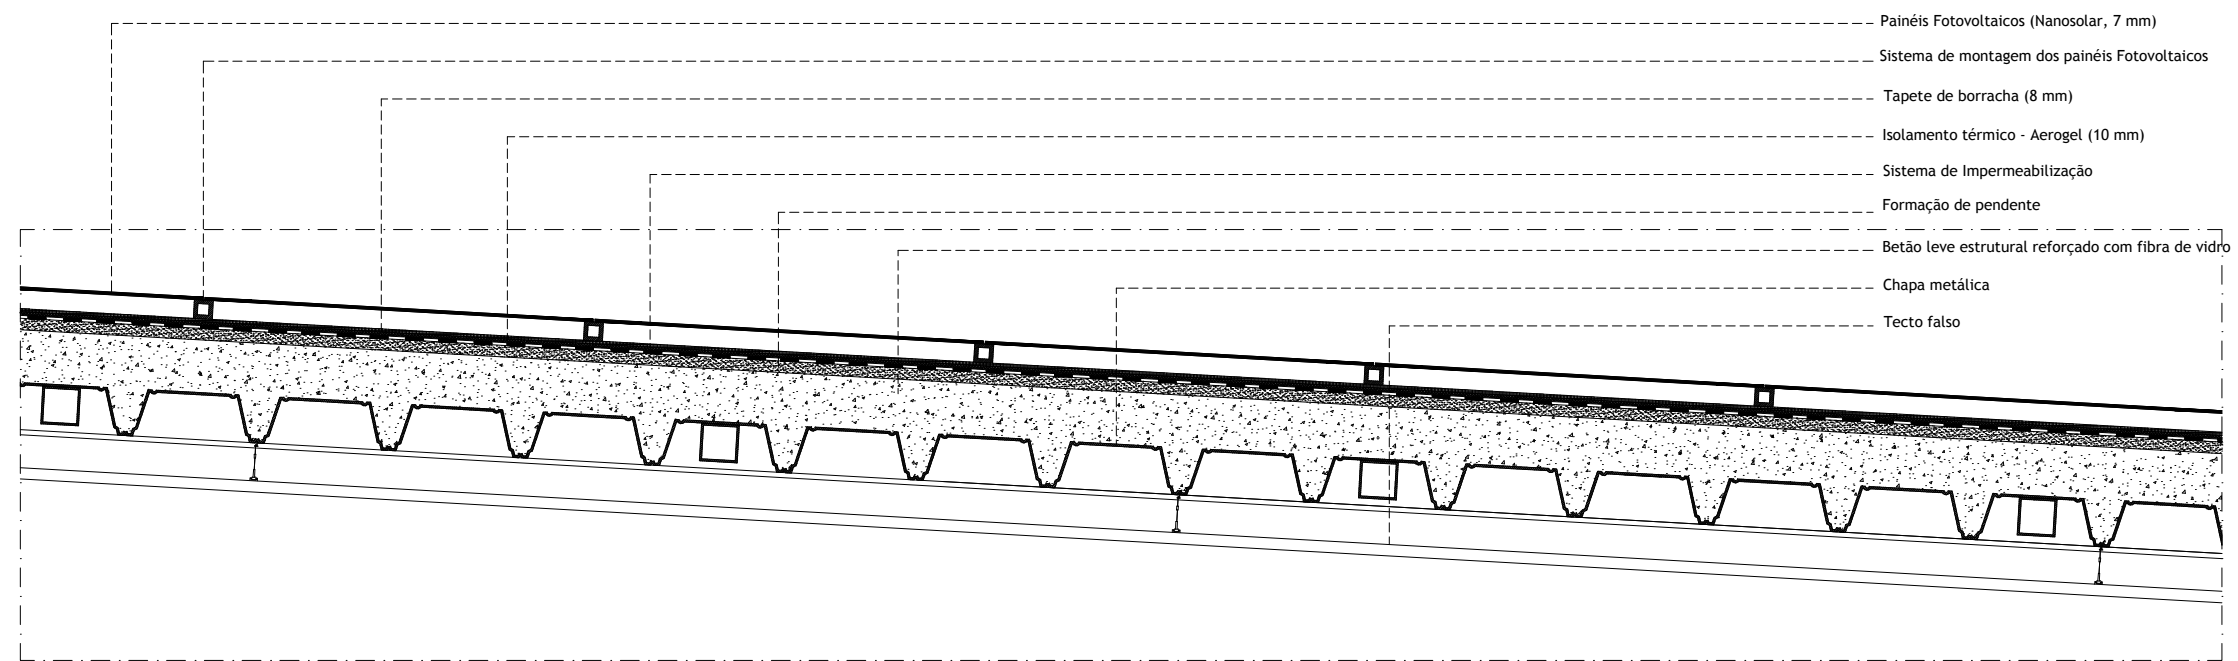 Painéis Fotovoltaicos (Nanosolar, 7 mm)
Sistema de montagem dos painéis Fotovoltaicos
Tapete de borracha (8 mm)
Isolamento térmico - Aerogel (10 mm)
Sistema de Impermeabilização
Formação de pendente
Betão leve estrutural reforçado com fibra de vidro
Chapa metálica
Tecto falso